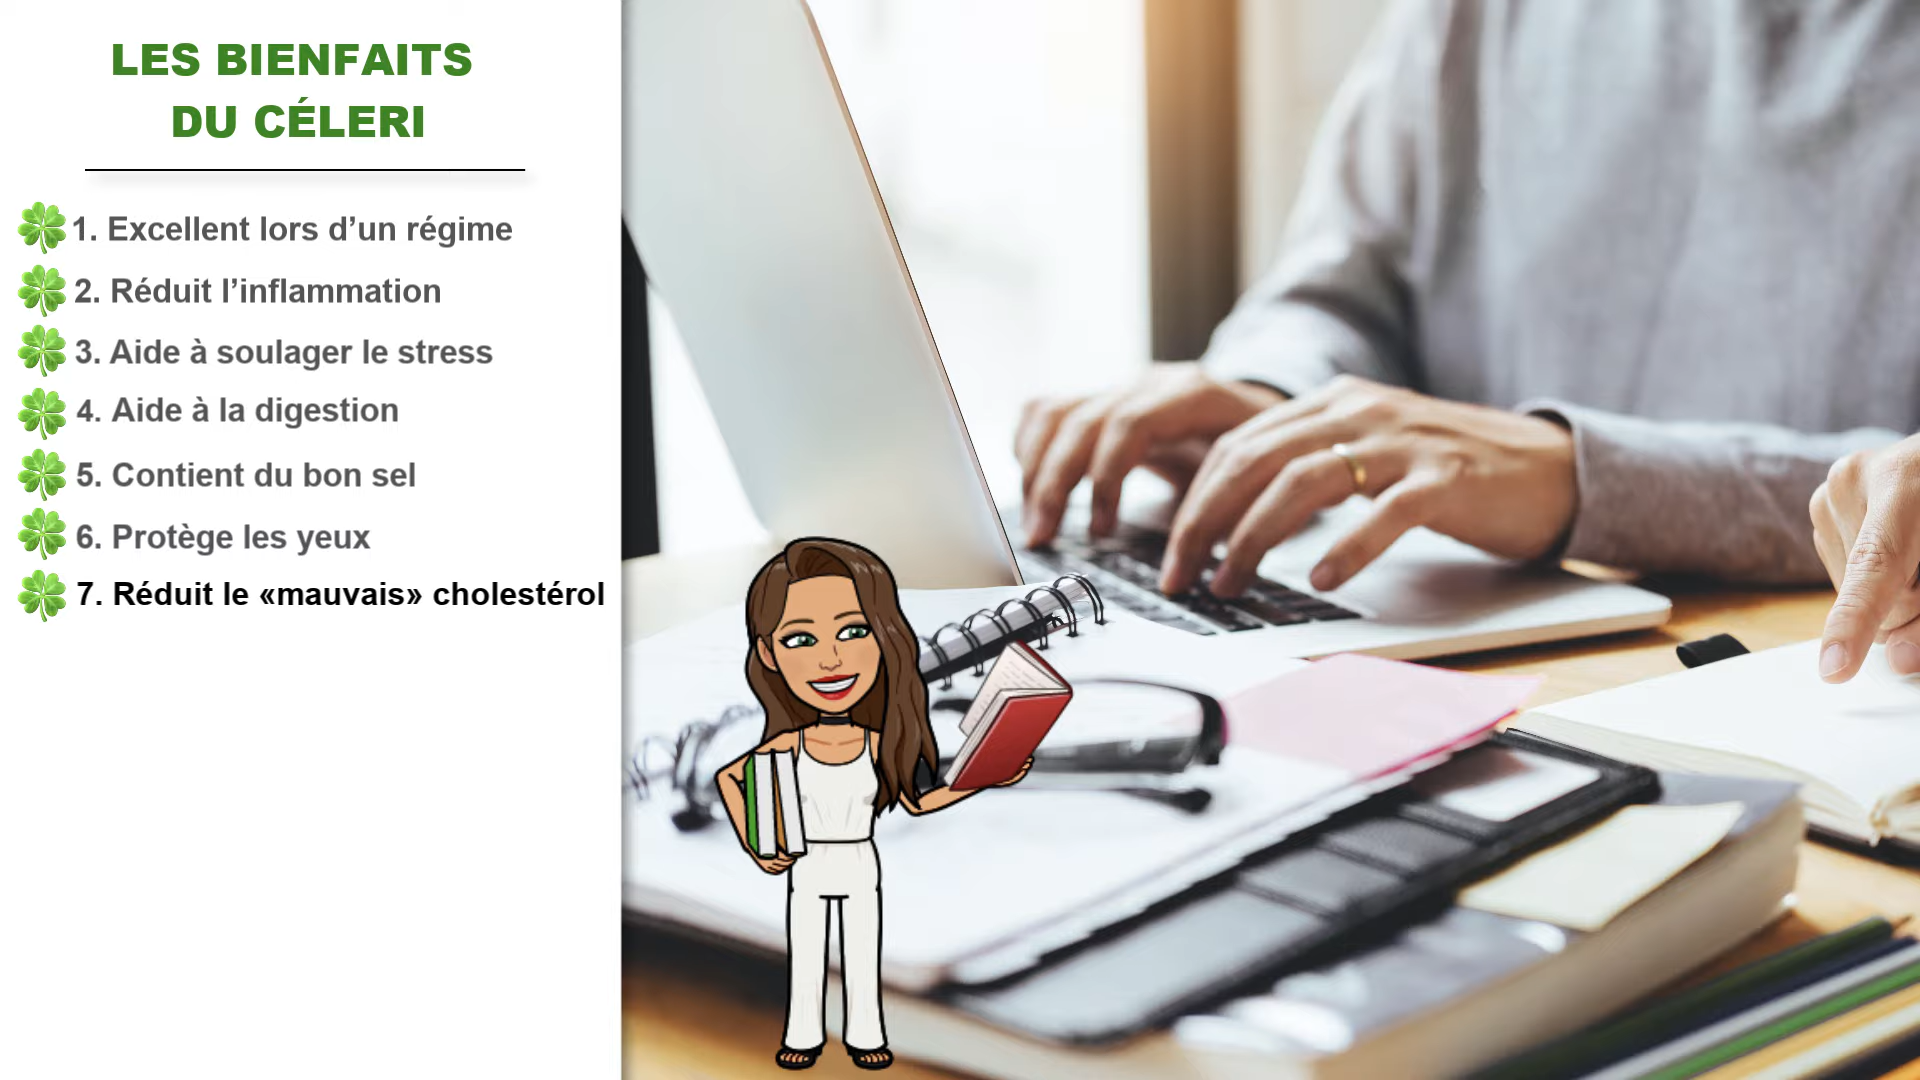 LES BIENFAITS
DU CÉLERI
1. Excellent lors d’un régime
2. Réduit l’inflammation
3. Aide à soulager le stress
4. Aide à la digestion
5. Contient du bon sel
6. Protège les yeux
7. Réduit le «mauvais» cholestérol